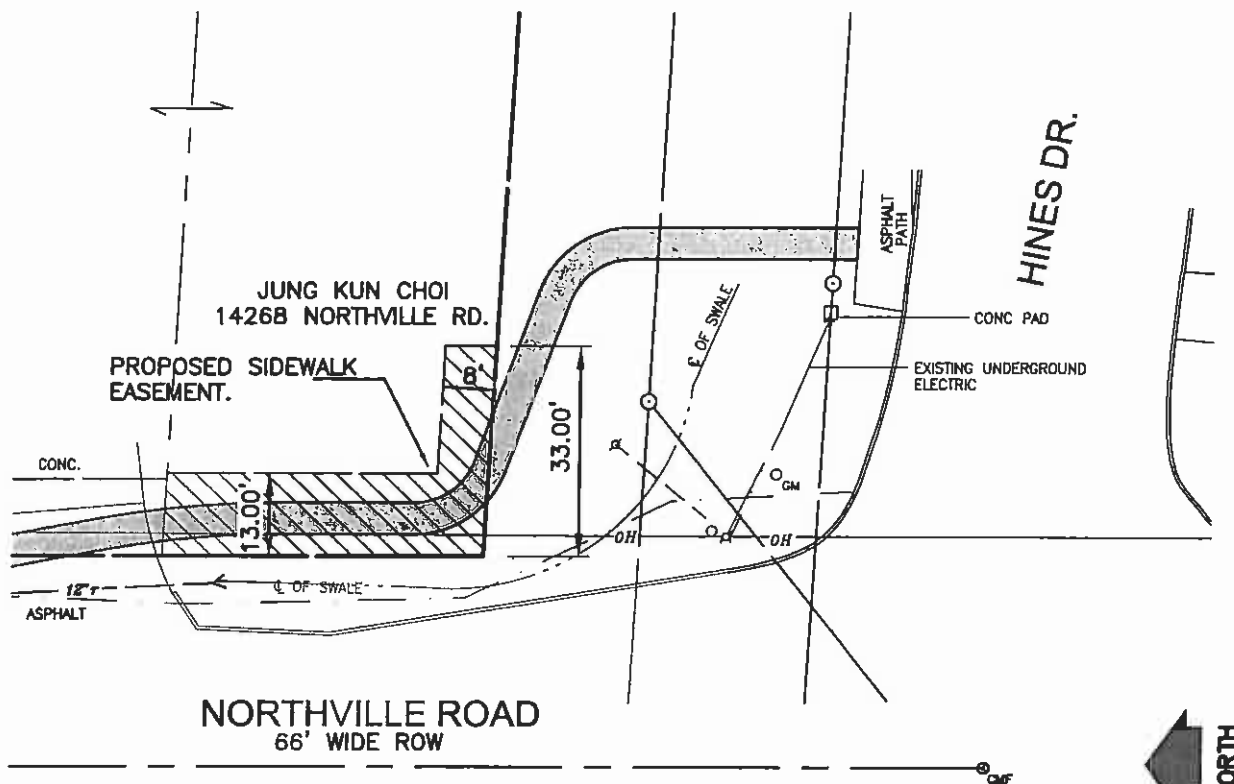 HINES DR.
ASPHALT
PATH
JUNG KUN CHOI
14268 NORTHVILLE RD.
PROPOSED SIDEWALK
EASEMENT.
8'
33.00'
13.00'
℄ OF SWALE
CONC PAD
EXISTING UNDERGROUND
ELECTRIC
CONC.
GM
OH
OH
12" T
℄ OF SWALE
ASPHALT
NORTHVILLE ROAD
66' WIDE ROW
GMF
NORTH